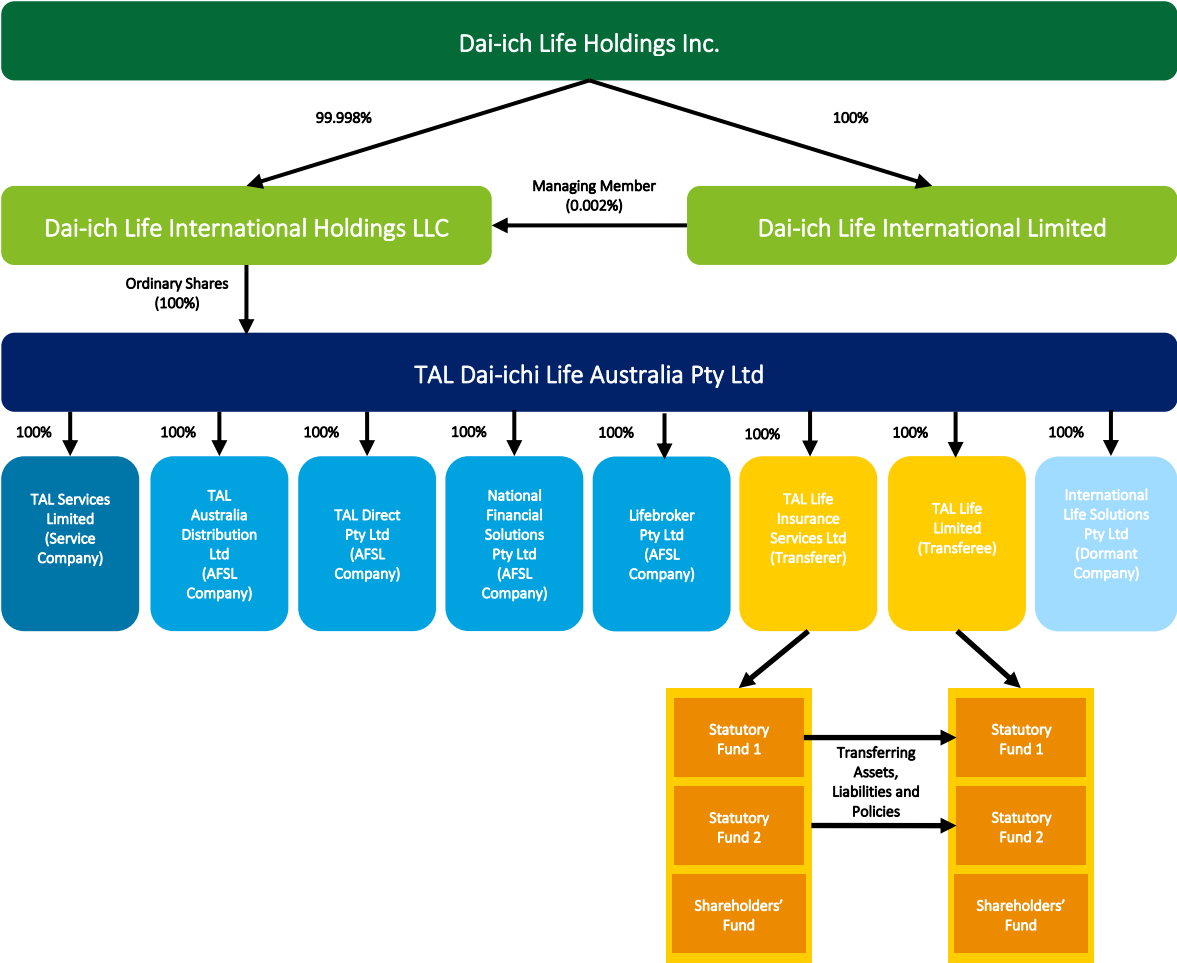 Dai-ich Life Holdings Inc.
99.998%
100%
Dai-ich Life International Holdings LLC
Managing Member
(0.002%)
Dai-ich Life International Limited
Ordinary Shares
(100%)
TAL Dai-ichi Life Australia Pty Ltd
100%
100%
100%
100%
100%
100%
100%
100%
TAL Services
Limited
(Service
Company)
TAL
Australia
Distribution
Ltd
(AFSL
Company)
TAL Direct
Pty Ltd
(AFSL
Company)
National
Financial
Solutions
Pty Ltd
(AFSL
Company)
Lifebroker
Pty Ltd
(AFSL
Company)
TAL Life
Insurance
Services Ltd
(Transferer)
TAL Life
Limited
(Transferee)
International
Life Solutions
Pty Ltd
(Dormant
Company)
Statutory
Fund 1
Statutory
Fund 2
Shareholders’
Fund
Transferring
Assets,
Liabilities and
Policies
Statutory
Fund 1
Statutory
Fund 2
Shareholders’
Fund